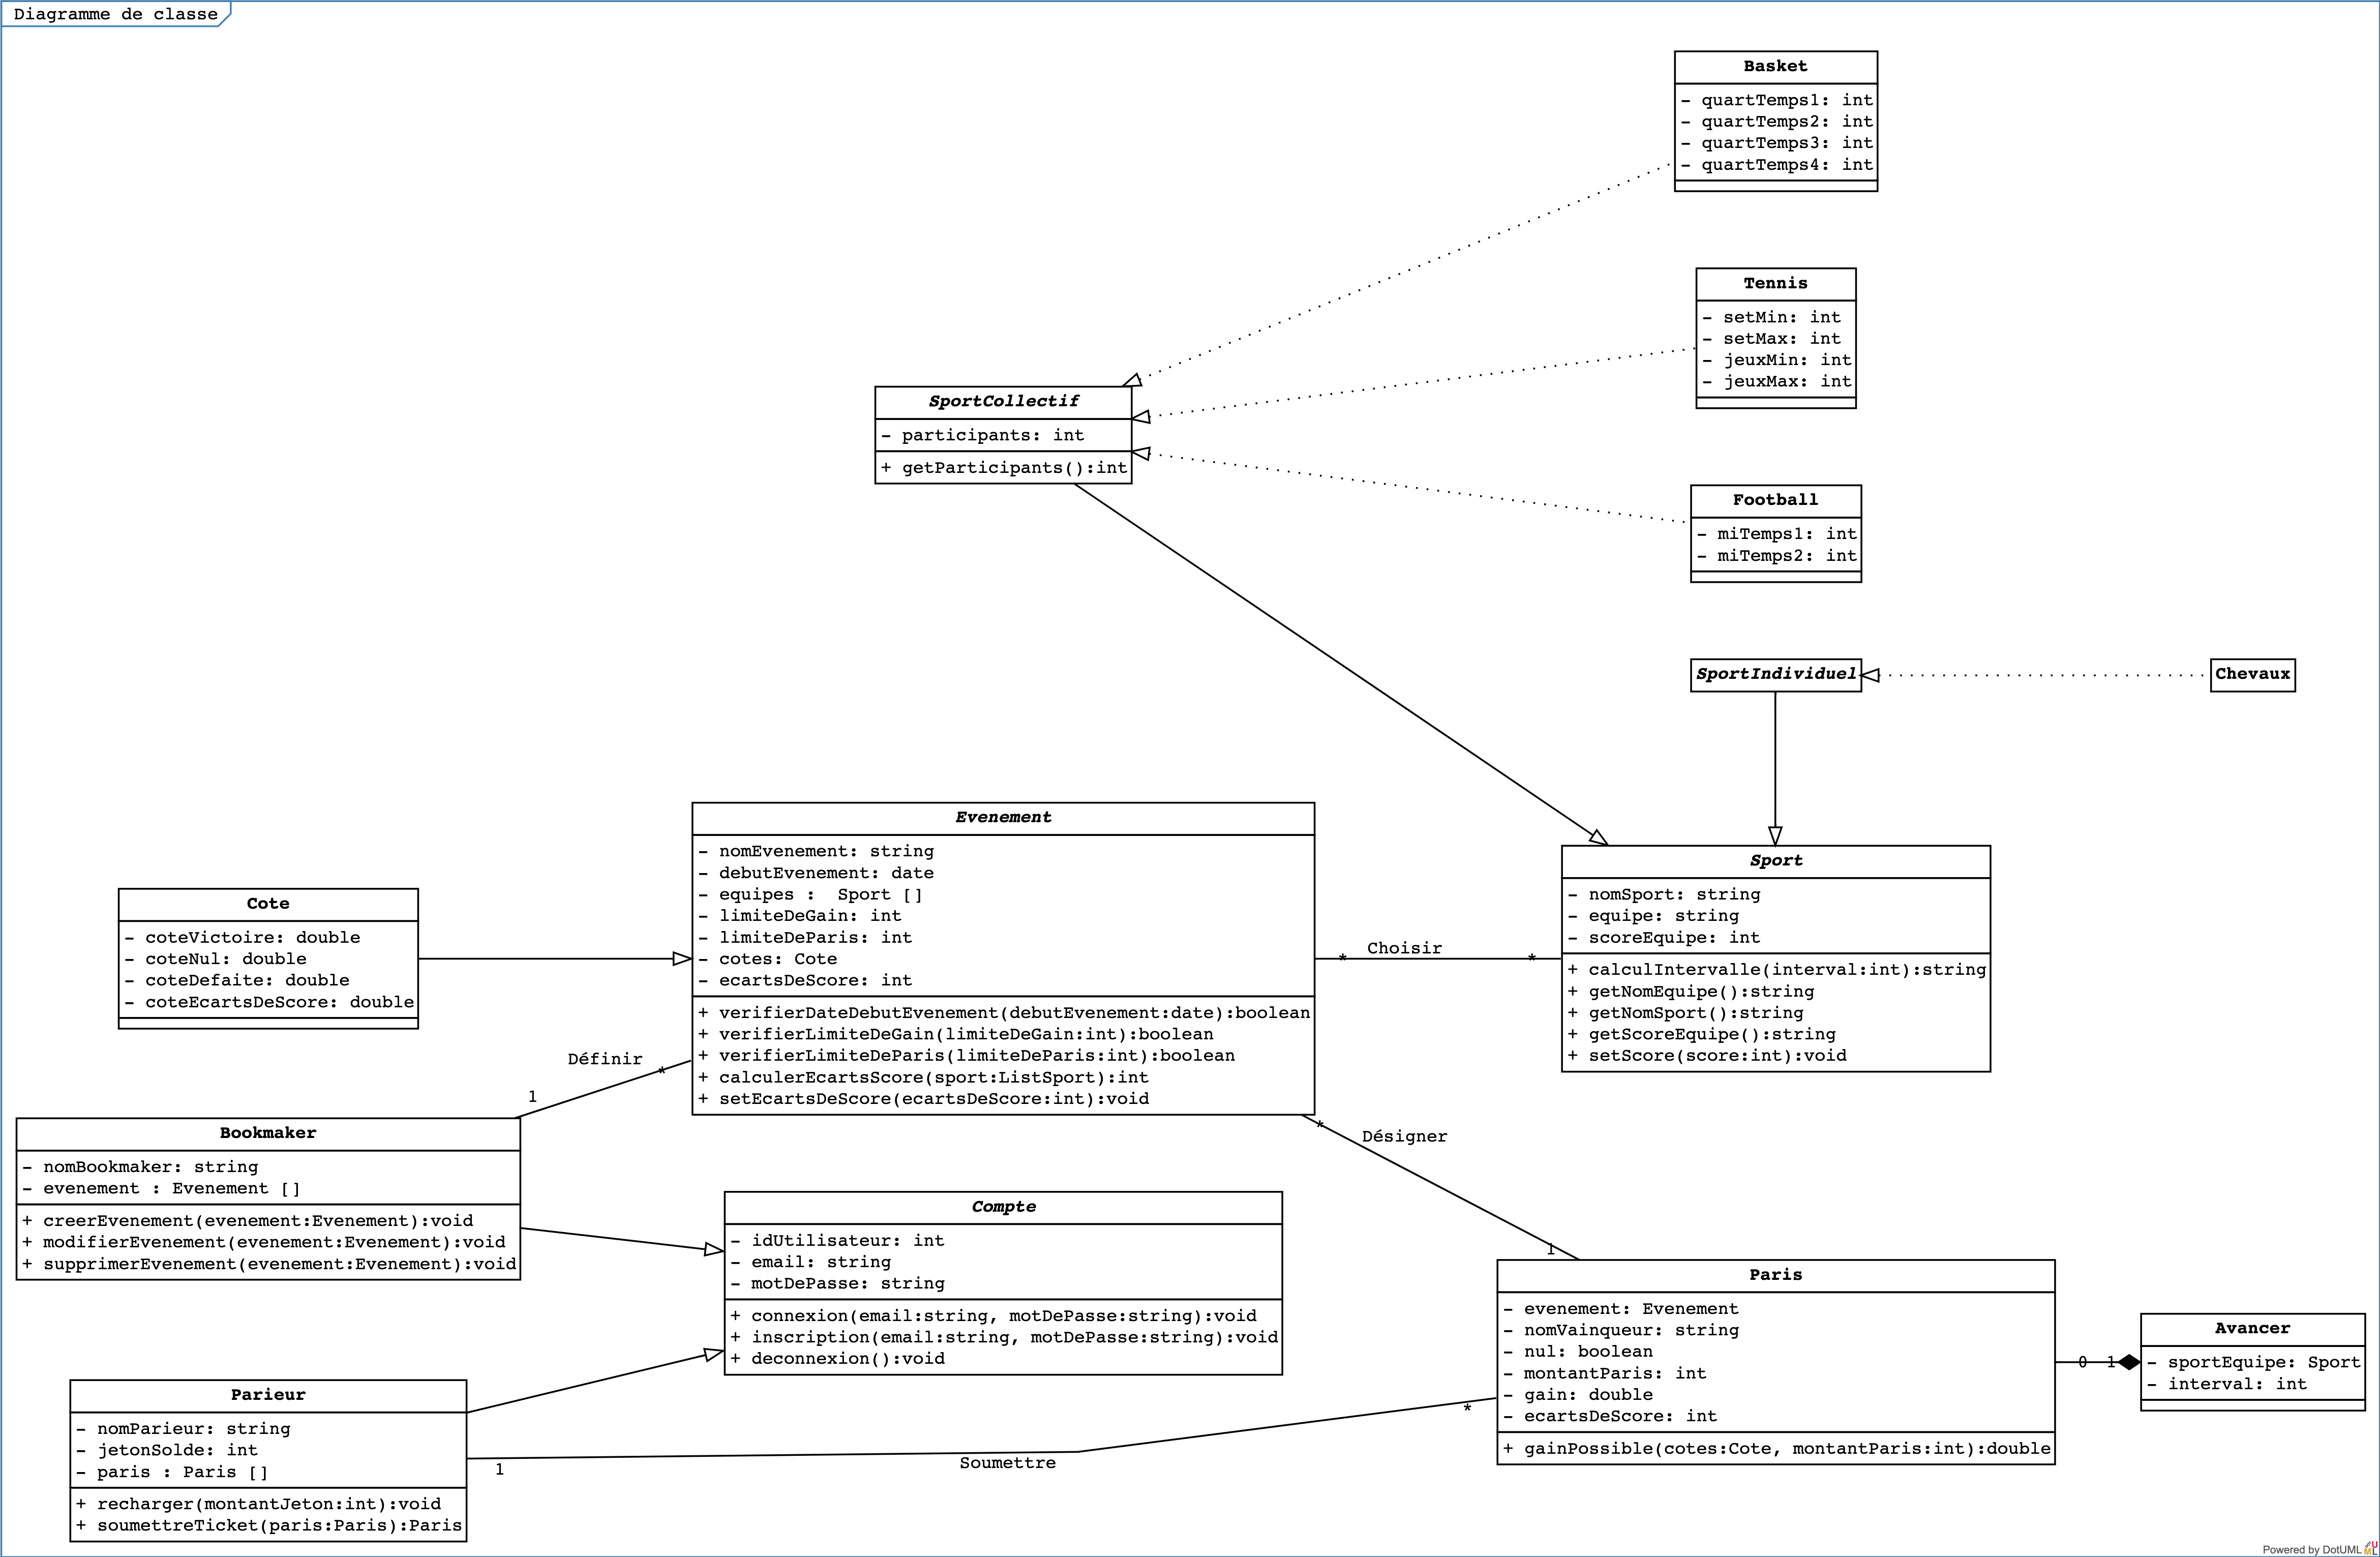 Diagramme de classe
Basket
- quartTemps1: int
- quartTemps2: int
- quartTemps3: int
- quartTemps4: int
Tennis
- setMin: int
- setMax: int
- jeuxMin: int
- jeuxMax: int
SportCollectif
- participants: int
+ getParticipants():int
Football
- miTemps1: int
- miTemps2: int
SportIndividuel
Chevaux
Evenement
- nomEvenement: string
- debutEvenement: date
- equipes :  Sport []
- limiteDeGain: int
- limiteDeParis: int
- cotes: Cote
- ecartsDeScore: int
+ verifierDateDebutEvenement(debutEvenement:date):boolean
+ verifierLimiteDeGain(limiteDeGain:int):boolean
+ verifierLimiteDeParis(limiteDeParis:int):boolean
+ calculerEcartsScore(sport:ListSport):int
+ setEcartsDeScore(ecartsDeScore:int):void
* Choisir *
Sport
- nomSport: string
- equipe: string
- scoreEquipe: int
+ calculIntervalle(interval:int):string
+ getNomEquipe():string
+ getNomSport():string
+ getScoreEquipe():string
+ setScore(score:int):void
Cote
- coteVictoire: double
- coteNul: double
- coteDefaite: double
- coteEcartsDeScore: double
Définir
*
1
Bookmaker
- nomBookmaker: string
- evenement : Evenement []
+ creerEvenement(evenement:Evenement):void
+ modifierEvenement(evenement:Evenement):void
+ supprimerEvenement(evenement:Evenement):void
*
Désigner
1
Compte
- idUtilisateur: int
- email: string
- motDePasse: string
+ connexion(email:string, motDePasse:string):void
+ inscription(email:string, motDePasse:string):void
+ deconnexion():void
Paris
- evenement: Evenement
- nomVainqueur: string
- nul: boolean
- montantParis: int
- gain: double
- ecartsDeScore: int
+ gainPossible(cotes:Cote, montantParis:int):double
0 1
Avancer
- sportEquipe: Sport
- interval: int
Parieur
- nomParieur: string
- jetonSolde: int
- paris : Paris []
+ recharger(montantJeton:int):void
+ soumettreTicket(paris:Paris):Paris
1
Soumettre
*
Powered by DotUML